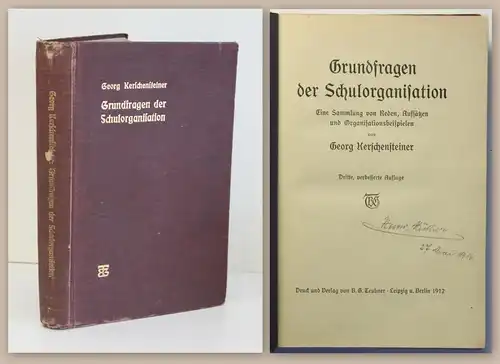 Georg Kerschensteiner: Grundfragen der Schulorganisation
Georg Kerschensteiner
Grundfragen der
Schulorganisation
Grundfragen
der Schulorganisation
Eine Sammlung von Reden, Aufsätzen
und Organisationsbeispielen
von
Georg Kerschensteiner
Dritte, verbesserte Auflage
Druck und Verlag von B. G. Teubner · Leipzig u. Berlin 1912